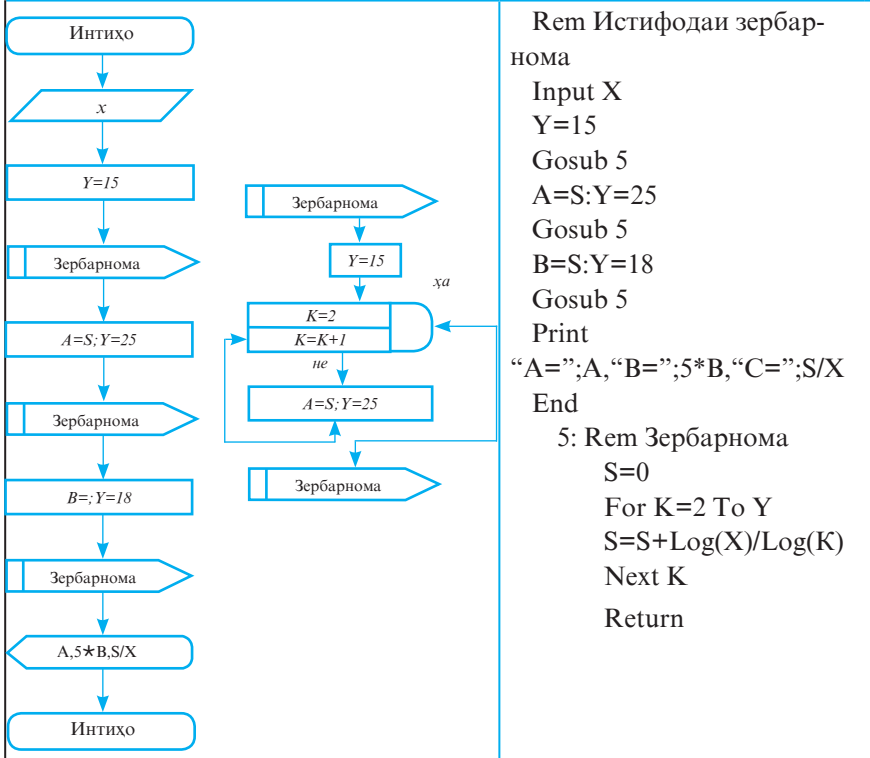 Интиҳо
x
Y=15
Зербарнома
A=S; Y=25
Зербарнома
B=; Y=18
Зербарнома
A,5*B,S/X
Интиҳо
Зербарнома
Y=15
ҳа
K=2
K=K+1
не
A=S; Y=25
Зербарнома
Rem Истифодаи зербар-
нома
Input X
Y=15
Gosub 5
A=S:Y=25
Gosub 5
B=S:Y=18
Gosub 5
Print
“A=”;A,“B=”;5*B,“C=”;S/X
End
5: Rem Зербарнома
S=0
For K=2 To Y
S=S+Log(X)/Log(K)
Next K
Return